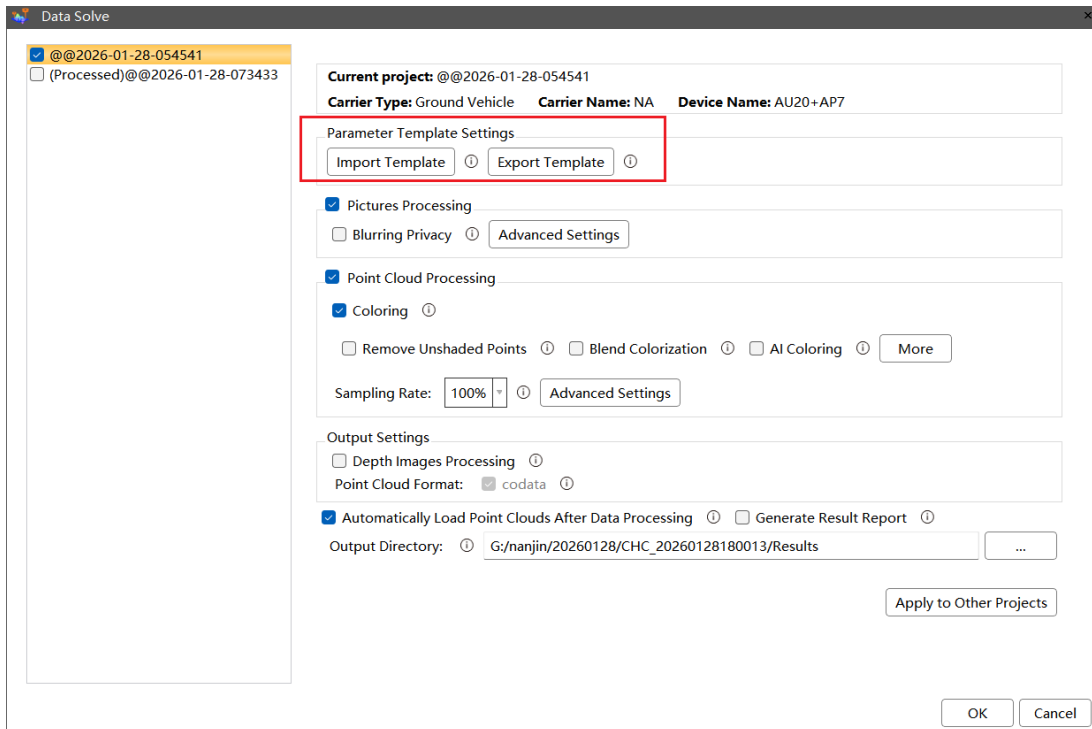 Data Solve
@@2026-01-28-054541
(Processed)@@2026-01-28-073433
Current project: @@2026-01-28-054541
Carrier Type: Ground Vehicle Carrier Name: NA Device Name: AU20+AP7
Parameter Template Settings
Import Template Export Template
Pictures Processing
Blurring Privacy Advanced Settings
Point Cloud Processing
Coloring
Remove Unshaded Points Blend Colorization AI Coloring More
Sampling Rate: 100% Advanced Settings
Output Settings
Depth Images Processing
Point Cloud Format: codata
Automatically Load Point Clouds After Data Processing Generate Result Report
Output Directory: G:/nanjin/20260128/CHC_20260128180013/Results ...
Apply to Other Projects
OK Cancel